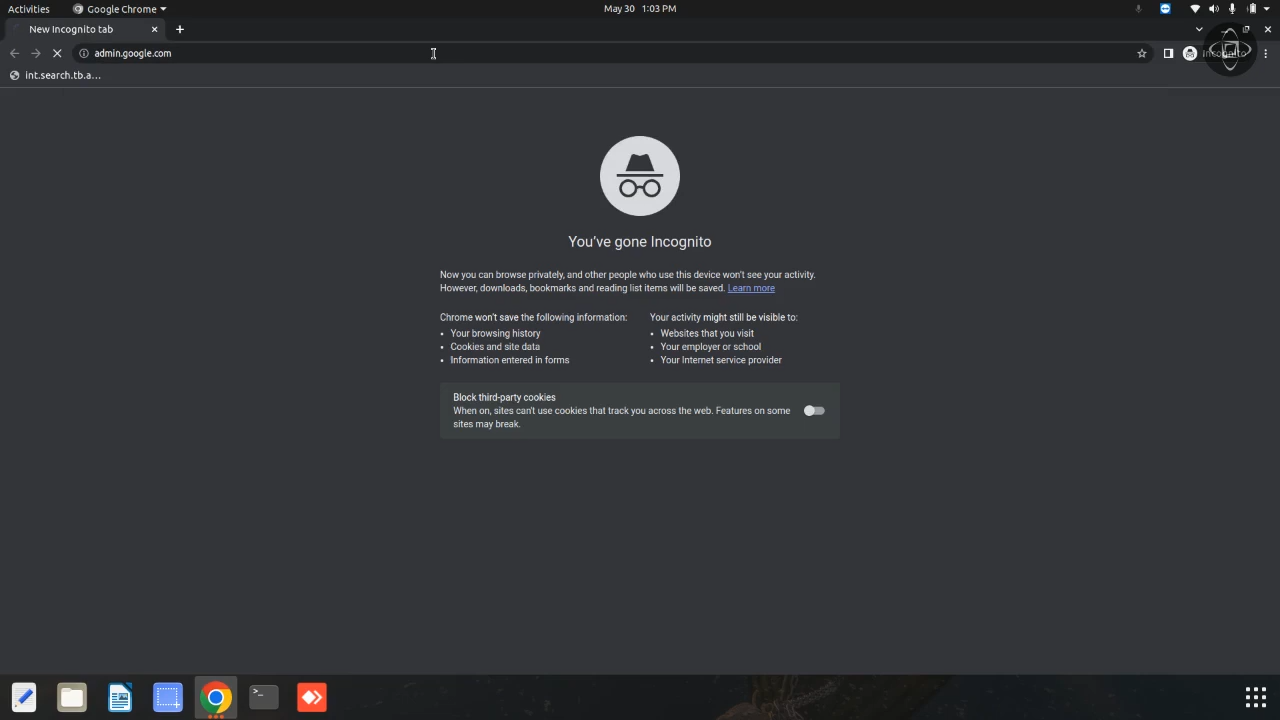 Activities
Google Chrome
May 30 1:03 PM
New Incognito tab
admin.google.com
Incognito
int.search.tb.a...
You've gone Incognito
Now you can browse privately, and other people who use this device won't see your activity.
However, downloads, bookmarks and reading list items will be saved. Learn more
Chrome won't save the following information:
• Your browsing history
• Cookies and site data
• Information entered in forms
Your activity might still be visible to:
• Websites that you visit
• Your employer or school
• Your Internet service provider
Block third-party cookies
When on, sites can't use cookies that track you across the web. Features on some
sites may break.
>_